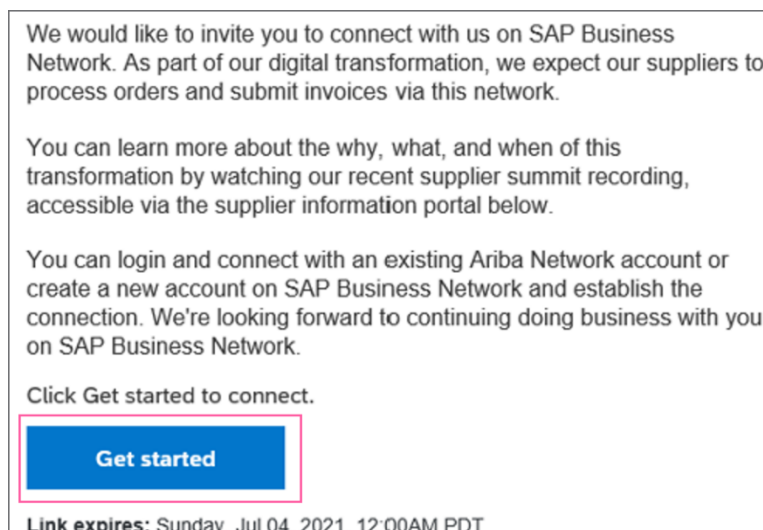 We would like to invite you to connect with us on SAP Business
Network. As part of our digital transformation, we expect our suppliers to
process orders and submit invoices via this network.
You can learn more about the why, what, and when of this
transformation by watching our recent supplier summit recording,
accessible via the supplier information portal below.
You can login and connect with an existing Ariba Network account or
create a new account on SAP Business Network and establish the
connection. We're looking forward to continuing doing business with you
on SAP Business Network.
Click Get started to connect.
Get started
Link expires: Sunday, Jul 04, 2021, 12:00AM PDT